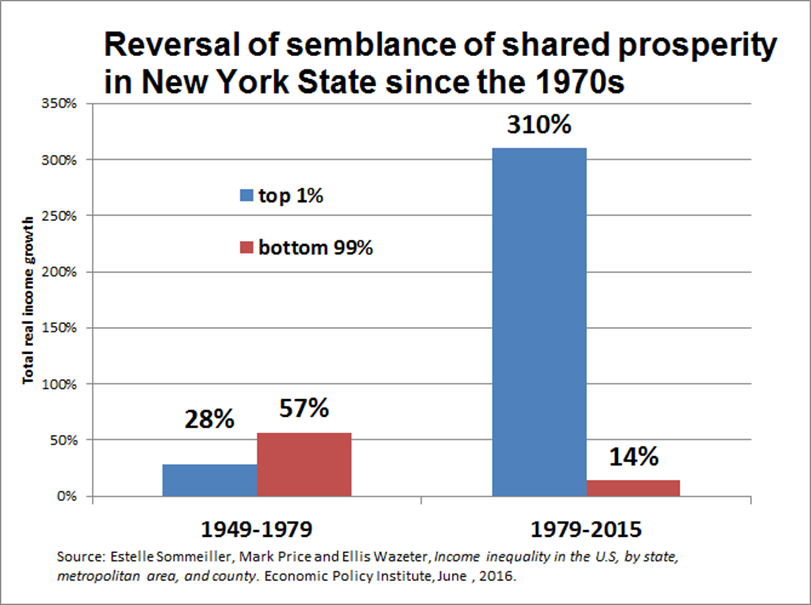 Reversal of semblance of shared prosperity
in New York State since the 1970s
350%
300%
250%
200%
150%
100%
50%
0%
Total real income growth
top 1%
bottom 99%
28%
57%
310%
14%
1949-1979
1979-2015
Source: Estelle Sommeiller, Mark Price and Ellis Wazeter, Income inequality in the U.S, by state,
metropolitan area, and county. Economic Policy Institute, June , 2016.